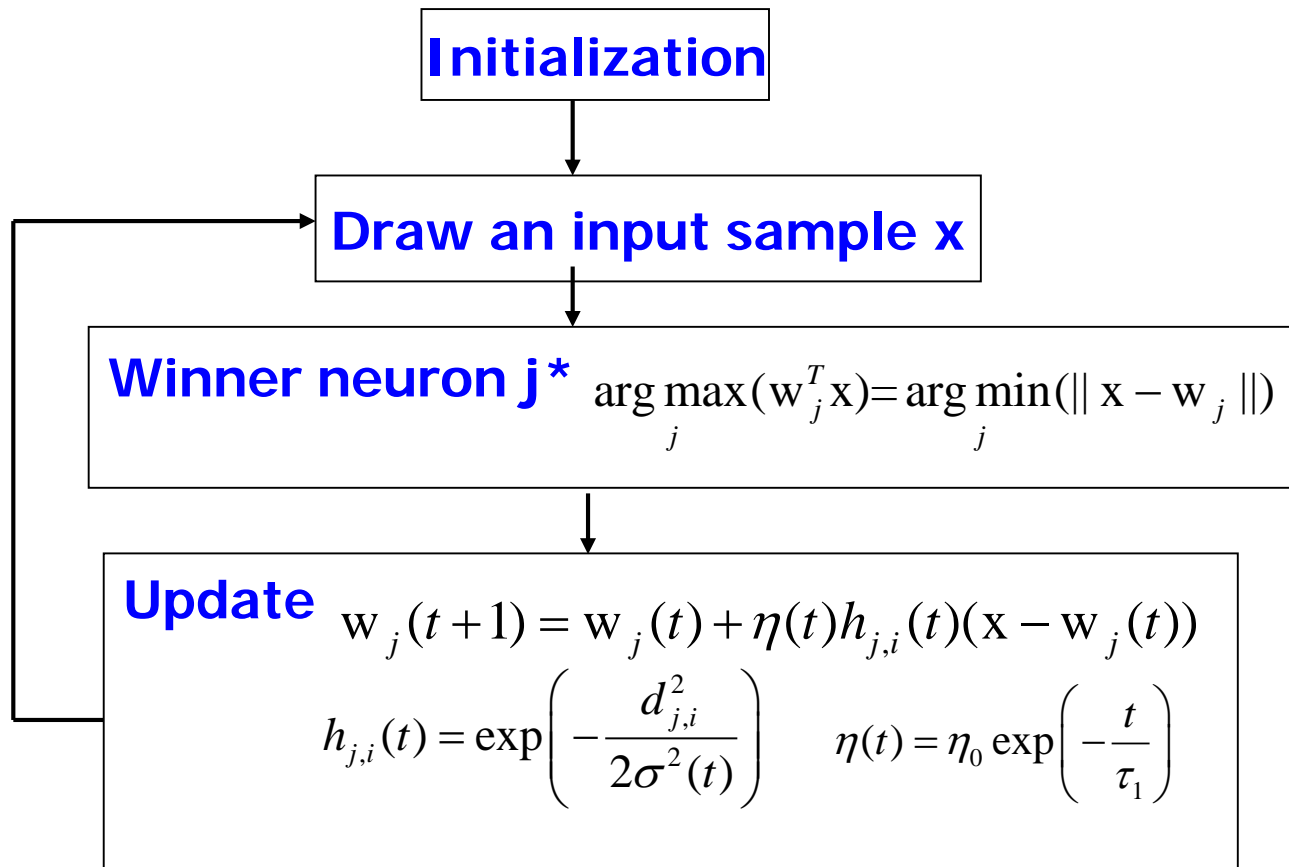 Initialization
Draw an input sample x
Winner neuron j* arg max_j (w_j^T x) = arg min_j (|| x − w_j ||)
Update w_j(t + 1) = w_j(t) + η(t)h_{j,i}(t)(x − w_j(t))
h_{j,i}(t) = exp(−d_{j,i}^2 / 2σ^2(t)) η(t) = η_0 exp(−t / τ_1)